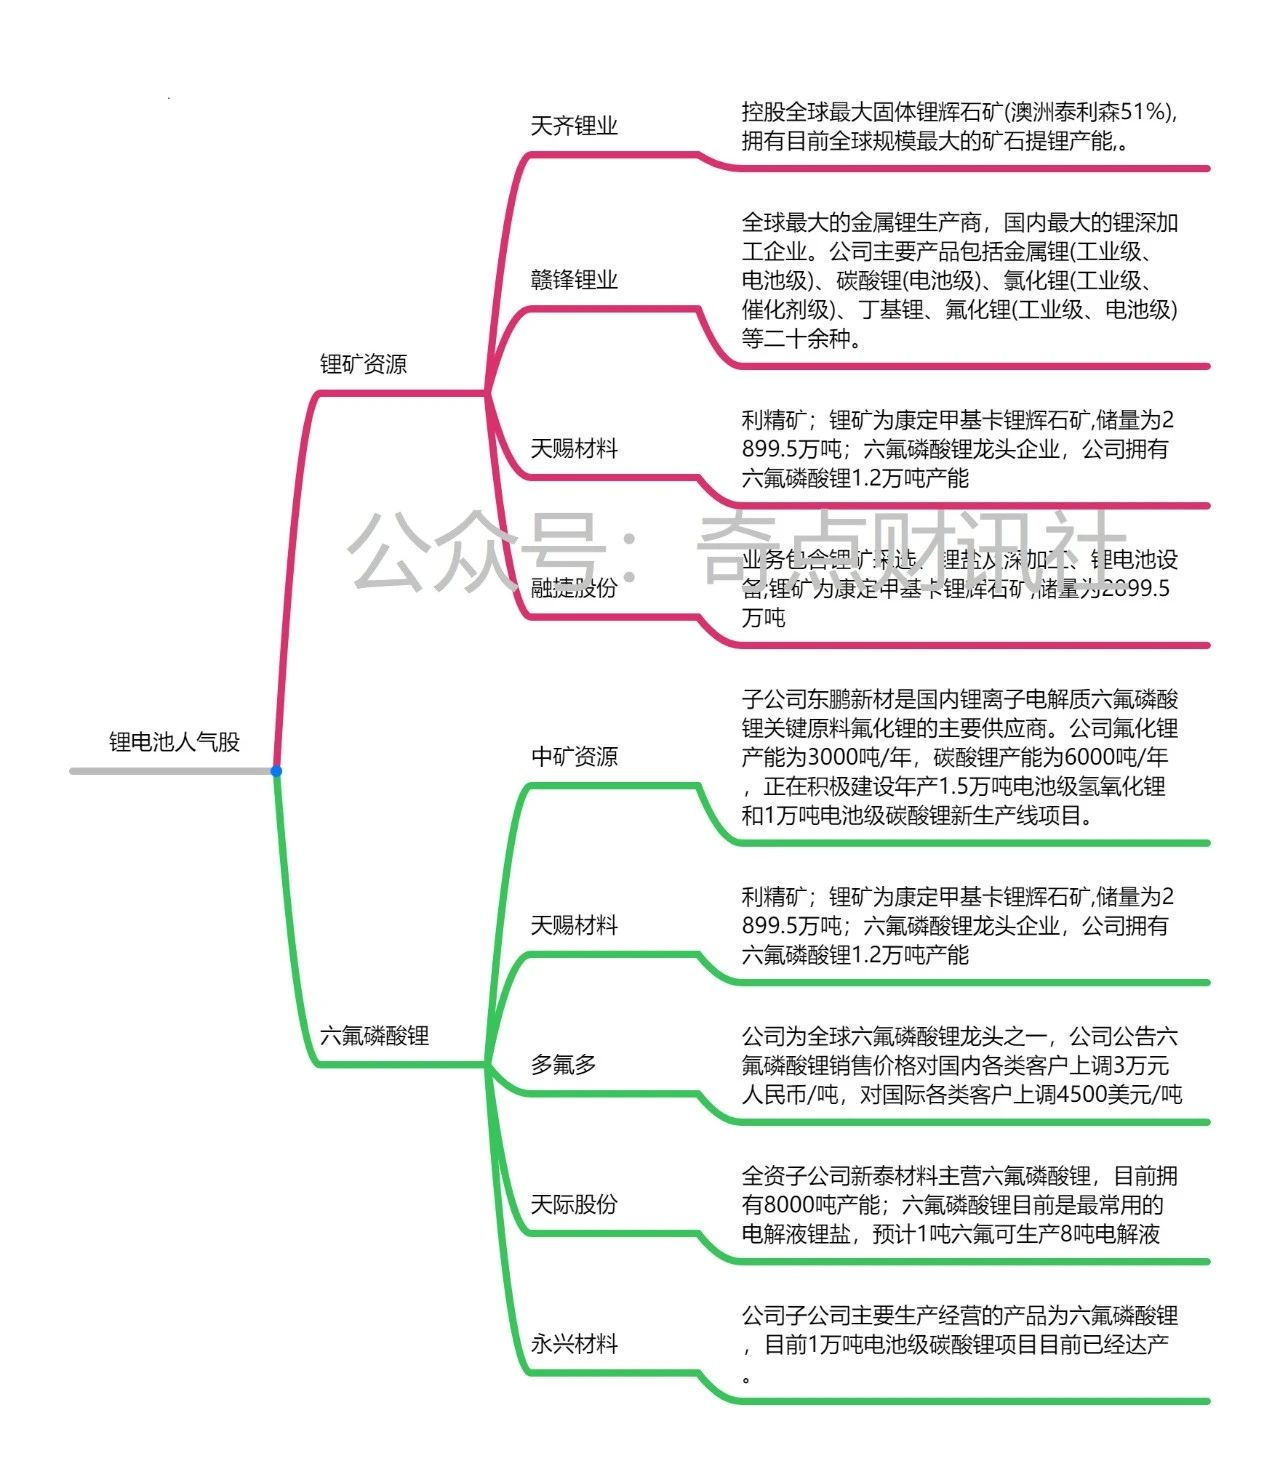 天齐锂业
控股全球最大固体锂辉石矿(澳洲泰利森51%),
拥有目前全球规模最大的矿石提锂产能,。
赣锋锂业
全球最大的金属锂生产商，国内最大的锂深加
工企业。公司主要产品包括金属锂(工业级、
电池级)、碳酸锂(电池级)、氯化锂(工业级、
催化剂级)、丁基锂、氟化锂(工业级、电池级)
等二十余种。
锂矿资源
天赐材料
利精矿；锂矿为康定甲基卡锂辉石矿,储量为2
899.5万吨；六氟磷酸锂龙头企业，公司拥有
六氟磷酸锂1.2万吨产能
公众号：奇点财讯社
融捷股份
业务包含锂矿采选、锂盐及深加工、锂电池设
备;锂矿为康定甲基卡锂辉石矿,储量为2899.5
万吨
锂电池人气股
中矿资源
子公司东鹏新材是国内锂离子电解质六氟磷酸
锂关键原料氟化锂的主要供应商。公司氟化锂
产能为3000吨/年，碳酸锂产能为6000吨/年
，正在积极建设年产1.5万吨电池级氢氧化锂
和1万吨电池级碳酸锂新生产线项目。
天赐材料
利精矿；锂矿为康定甲基卡锂辉石矿,储量为2
899.5万吨；六氟磷酸锂龙头企业，公司拥有
六氟磷酸锂1.2万吨产能
六氟磷酸锂
多氟多
公司为全球六氟磷酸锂龙头之一，公司公告六
氟磷酸锂销售价格对国内各类客户上调3万元
人民币/吨，对国际各类客户上调4500美元/吨
天际股份
全资子公司新泰材料主营六氟磷酸锂，目前拥
有8000吨产能；六氟磷酸锂目前是最常用的
电解液锂盐，预计1吨六氟可生产8吨电解液
永兴材料
公司子公司主要生产经营的产品为六氟磷酸锂
，目前1万吨电池级碳酸锂项目目前已经达产
。